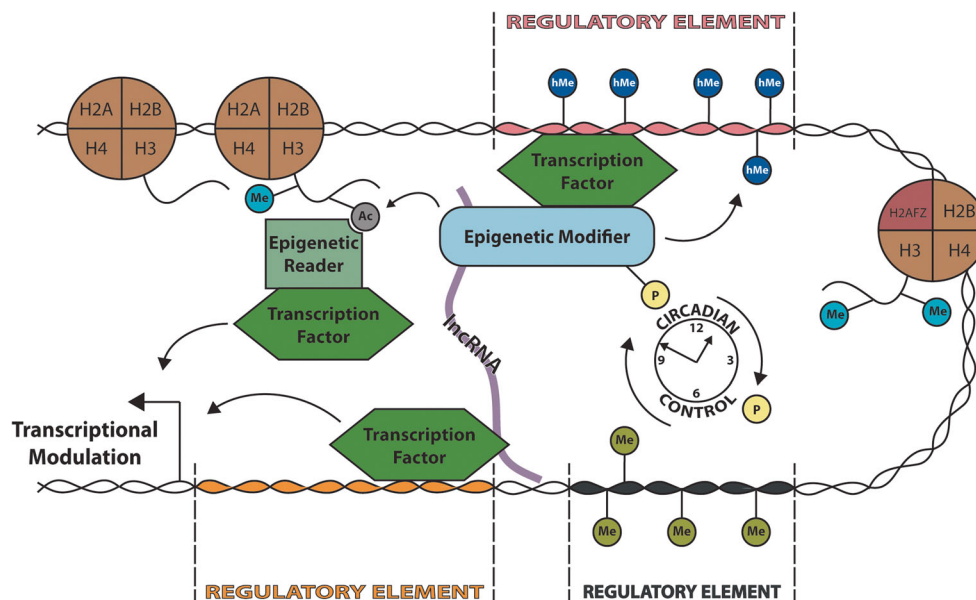 REGULATORY ELEMENT
hMe
hMe
hMe
hMe
H2A
H2B
H4
H3
H2A
H2B
H4
H3
Transcription
Factor
hMe
Me
Ac
H2AFZ
H2B
H3
H4
Epigenetic Modifier
Epigenetic
Reader
P
Transcription
Factor
lncRNA
CIRCADIAN
12
9
3
6
CONTROL
Me
Me
P
Transcriptional
Modulation
Transcription
Factor
Me
Me
Me
Me
REGULATORY ELEMENT
REGULATORY ELEMENT